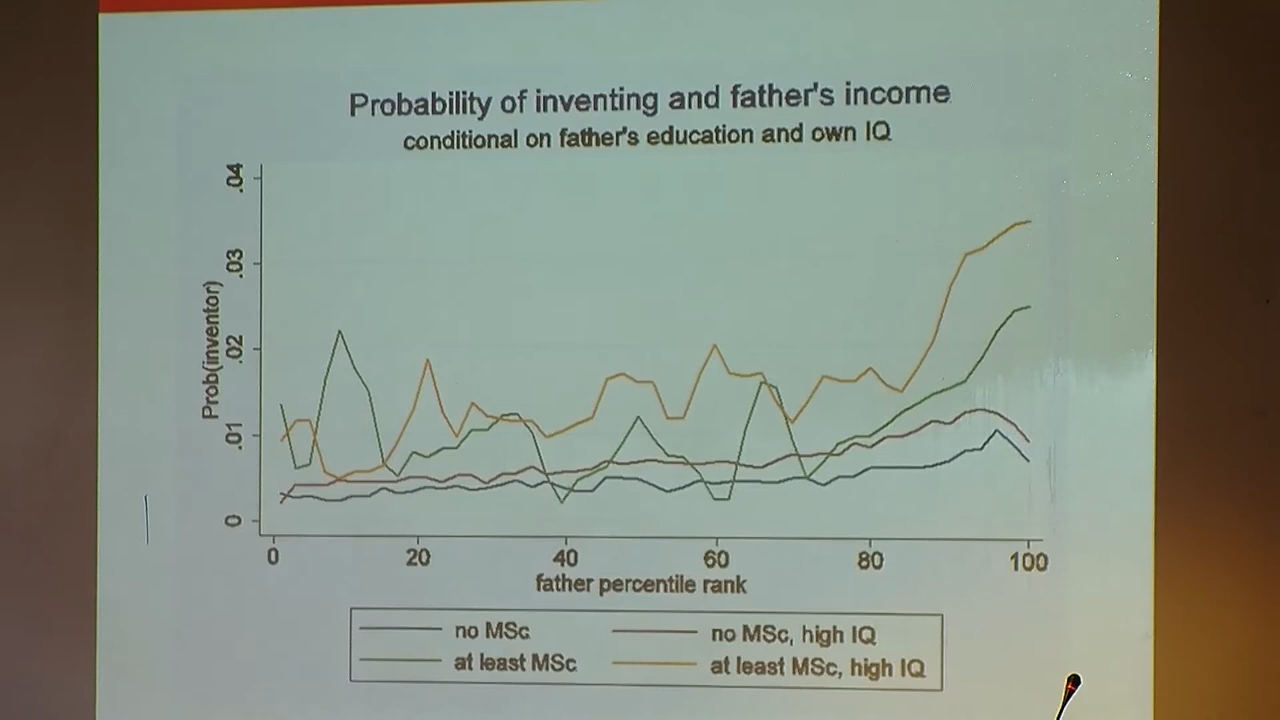 Probability of inventing and father's income
conditional on father's education and own IQ
Prob(inventor)
.04
.03
.02
.01
0
0 20 40 60 80 100
father percentile rank
no MSc no MSc, high IQ
at least MSc at least MSc, high IQ